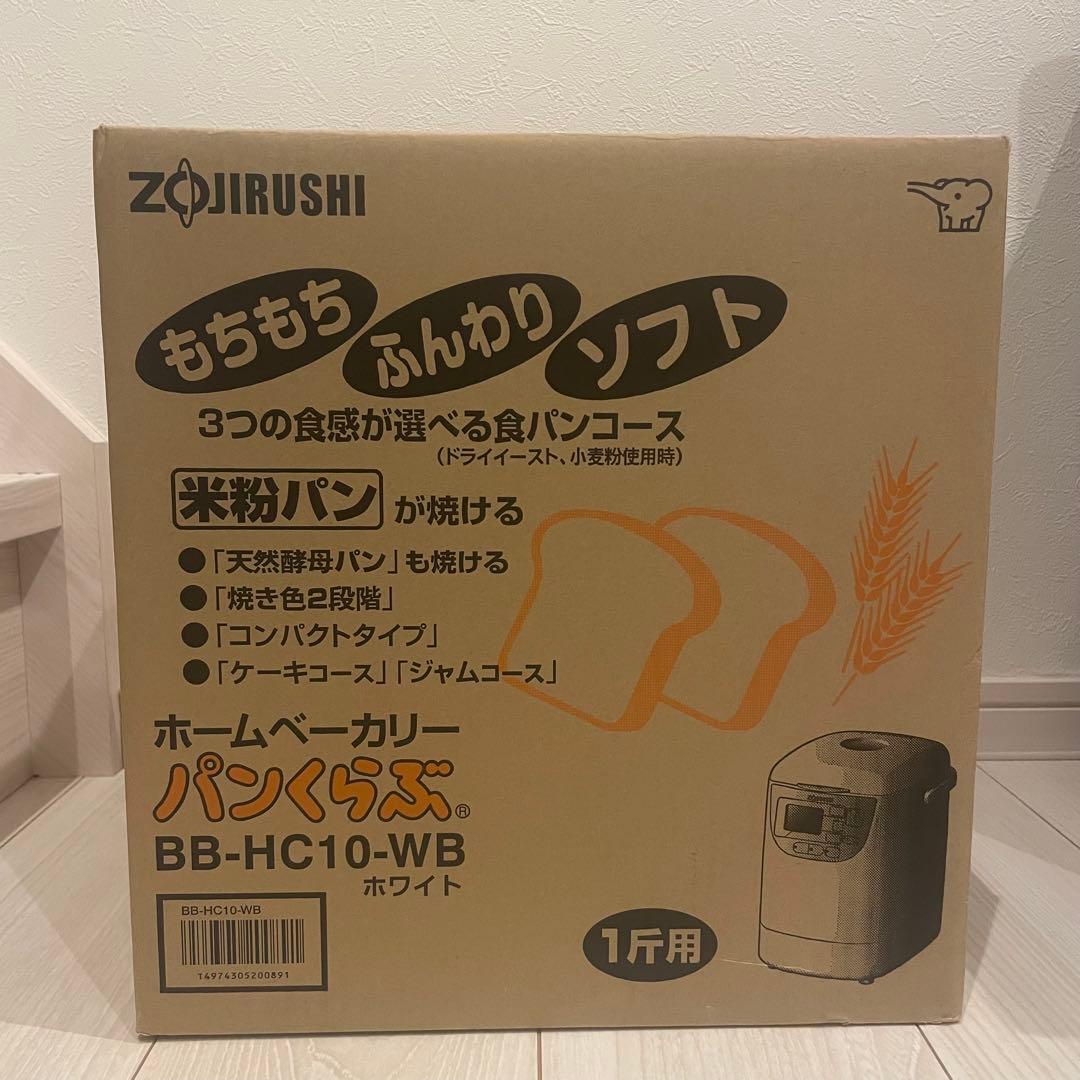 ZOJIRUSHI
もちもち ふんわり ソフト
3つの食感が選べる食パンコース
(ドライイースト、小麦粉使用時)
米粉パン が焼ける
●「天然酵母パン」も焼ける
●「焼き色2段階」
●「コンパクトタイプ」
●「ケーキコース」「ジャムコース」
ホームベーカリー
パンくらぶ®
BB-HC10-WB
ホワイト
BB-HC10-WB
T4974305200891
1斤用